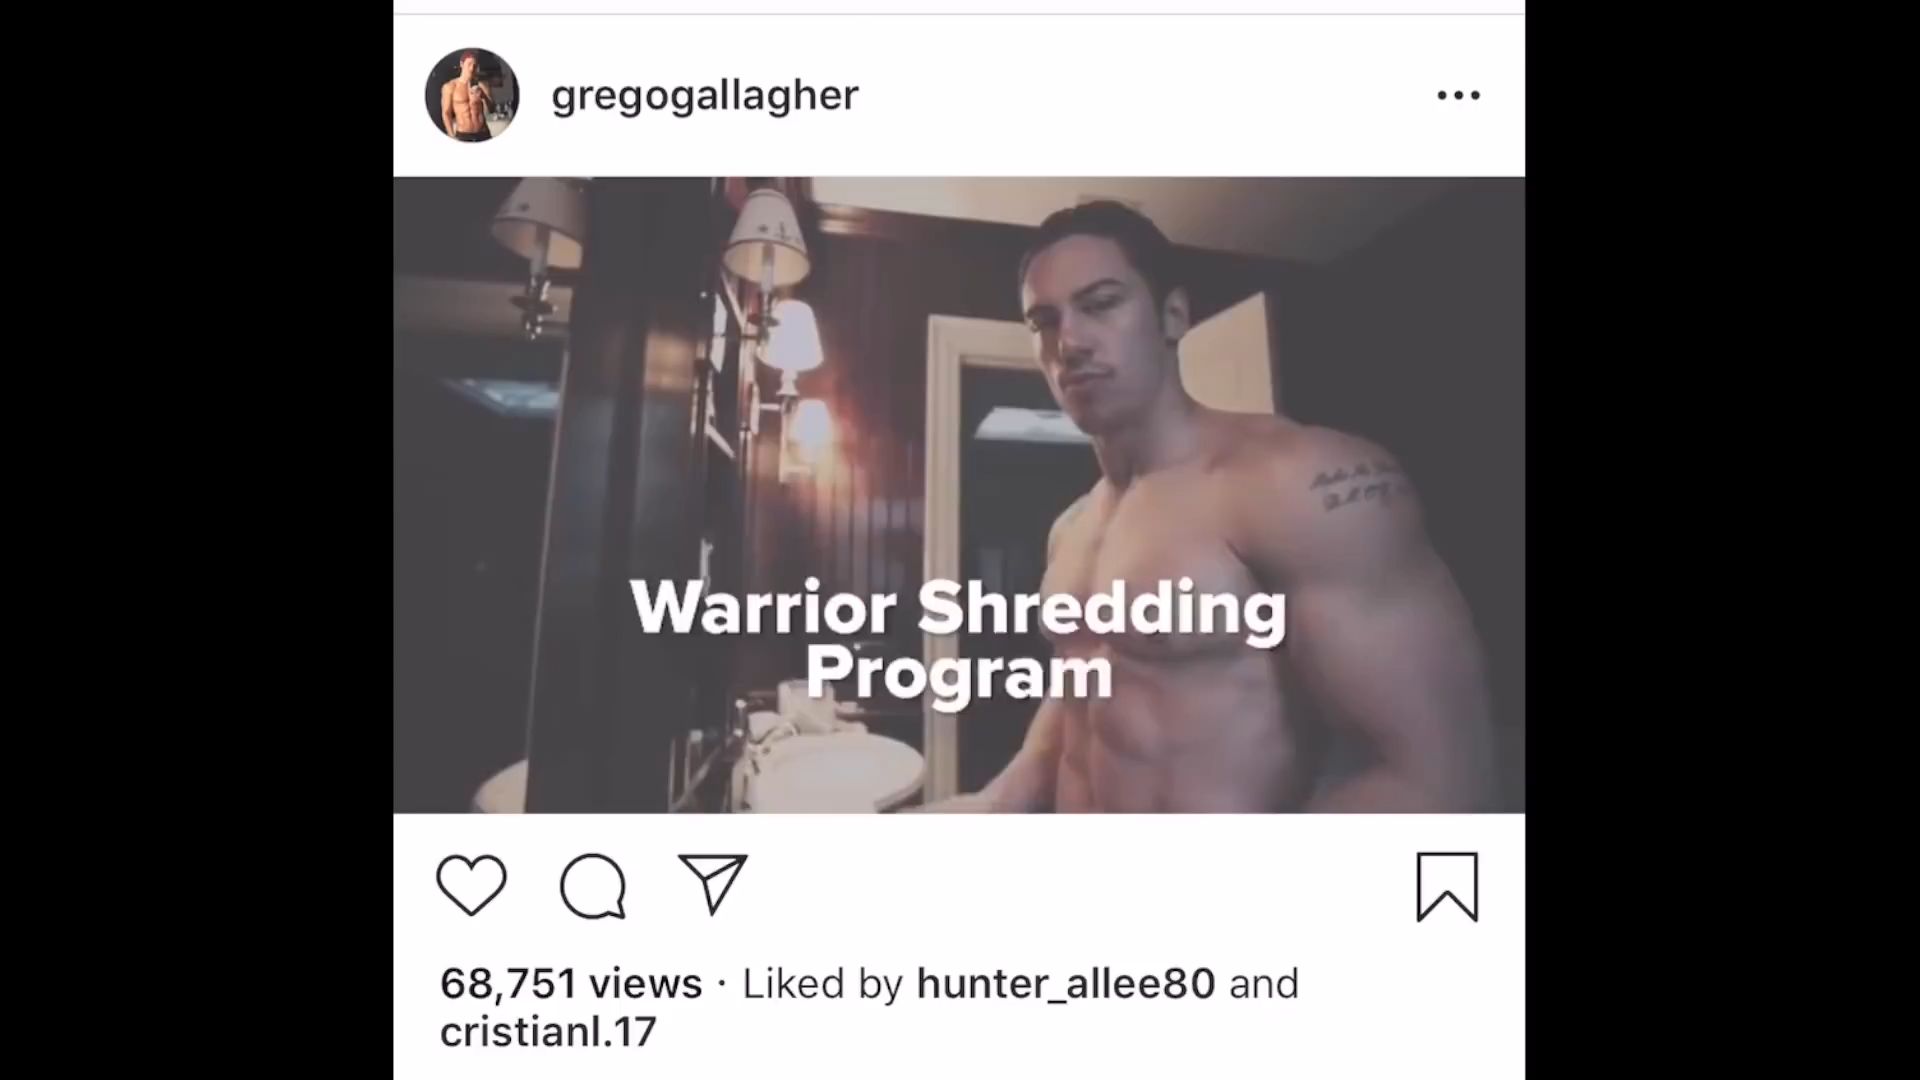 gregogallagher
Warrior Shredding
Program
68,751 views · Liked by hunter_allee80 and
cristianl.17